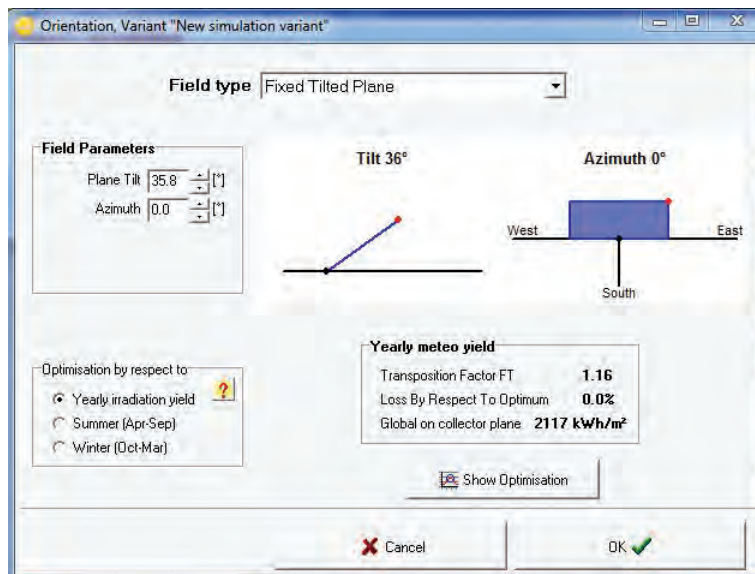 Orientation, Variant "New simulation variant"
Field type Fixed Tilted Plane
Field Parameters
Plane Tilt 35.8 [°]
Azimuth 0.0 [°]
Tilt 36°
Azimuth 0°
West East
South
Optimisation by respect to
Yearly irradiation yield ?
Summer (Apr-Sep)
Winter (Oct-Mar)
Yearly meteo yield
Transposition Factor FT 1.16
Loss By Respect To Optimum 0.0%
Global on collector plane 2117 kWh/m²
Show Optimisation
Cancel OK